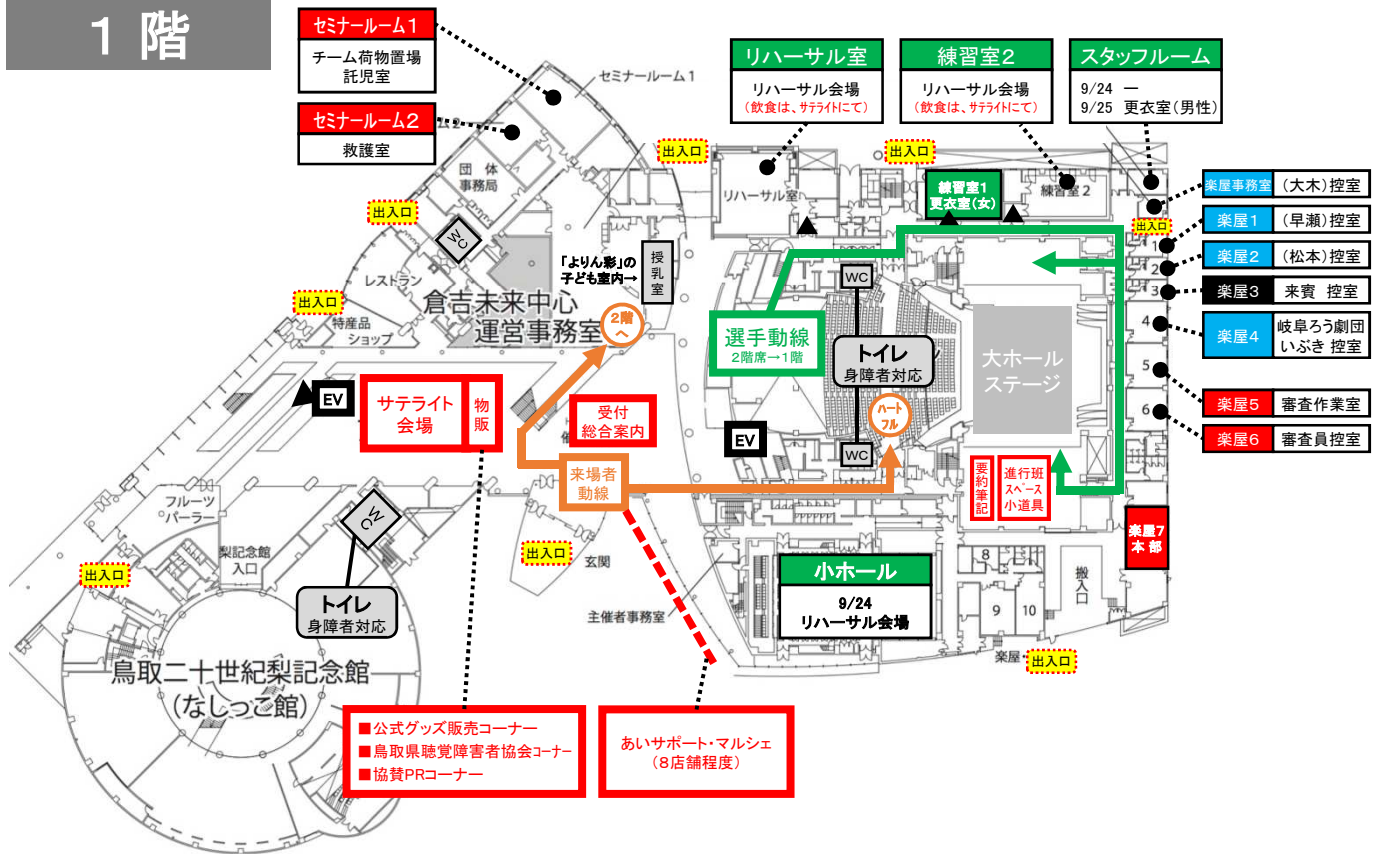 1 階
セミナールーム1
チーム荷物置場
託児室
セミナールーム2
救護室
セミナールーム1
ム2
団 体
事務局
出入口
WC
レストラン
出入口
特産品
ショップ
倉吉未来中心
運営事務室
「よりん彩」の
子ども室内→
授乳室
2階
へ
リハーサル室
リハーサル会場
(飲食は、サテライトにて)
練習室2
リハーサル会場
(飲食は、サテライトにて)
スタッフルーム
9/24 ー
9/25 更衣室(男性)
出入口
出入口
リハーサル室
練習室1
更衣室(女)
練習室2
出入口
楽屋事務室 (大木)控室
楽屋1 (早瀬)控室
楽屋2 (松本)控室
楽屋3 来賓 控室
楽屋4 岐阜ろう劇団
いぶき 控室
楽屋5 審査作業室
楽屋6 審査員控室
1
2
3
4
5
6
選手動線
2階席→1階
WC
トイレ
身障者対応
WC
大ホール
ステージ
ハート
フル
EV
EV
サテライト
会場
物販
受付
総合案内
催
来場者
動線
要約筆記
進行班
スペース
小道具
楽屋7
本部
フルーツ
パーラー
梨記念館
入口
WC
出入口
トイレ
身障者対応
出入口
玄関
主催者事務室
小ホール
9/24
リハーサル会場
8
9
10
搬入口
楽屋
出入口
鳥取二十世紀梨記念館
(なしっこ館)
■公式グッズ販売コーナー
■鳥取県聴覚障害者協会コーナー
■協賛PRコーナー
あいサポート・マルシェ
(8店舗程度)